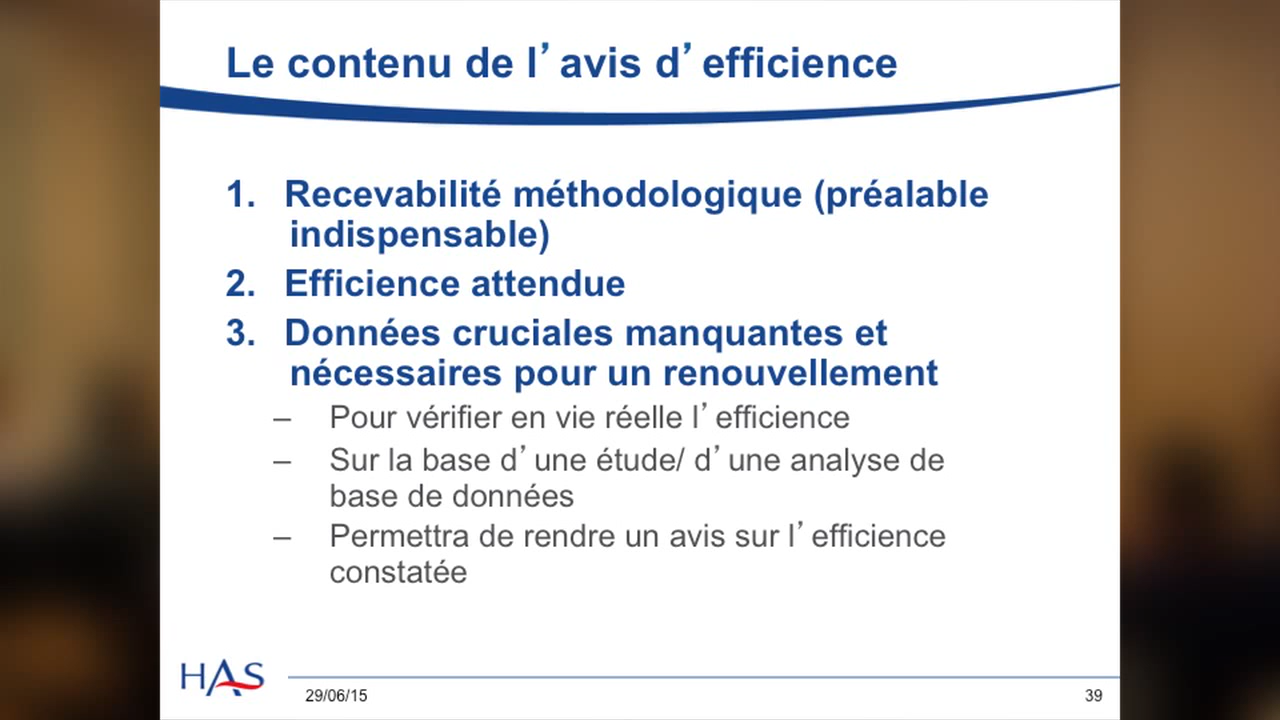 Le contenu de l’avis d’efficience
1. Recevabilité méthodologique (préalable
indispensable)
2. Efficience attendue
3. Données cruciales manquantes et
nécessaires pour un renouvellement
– Pour vérifier en vie réelle l’efficience
– Sur la base d’une étude/ d’une analyse de
base de données
– Permettra de rendre un avis sur l’efficience
constatée
HAS
29/06/15
39